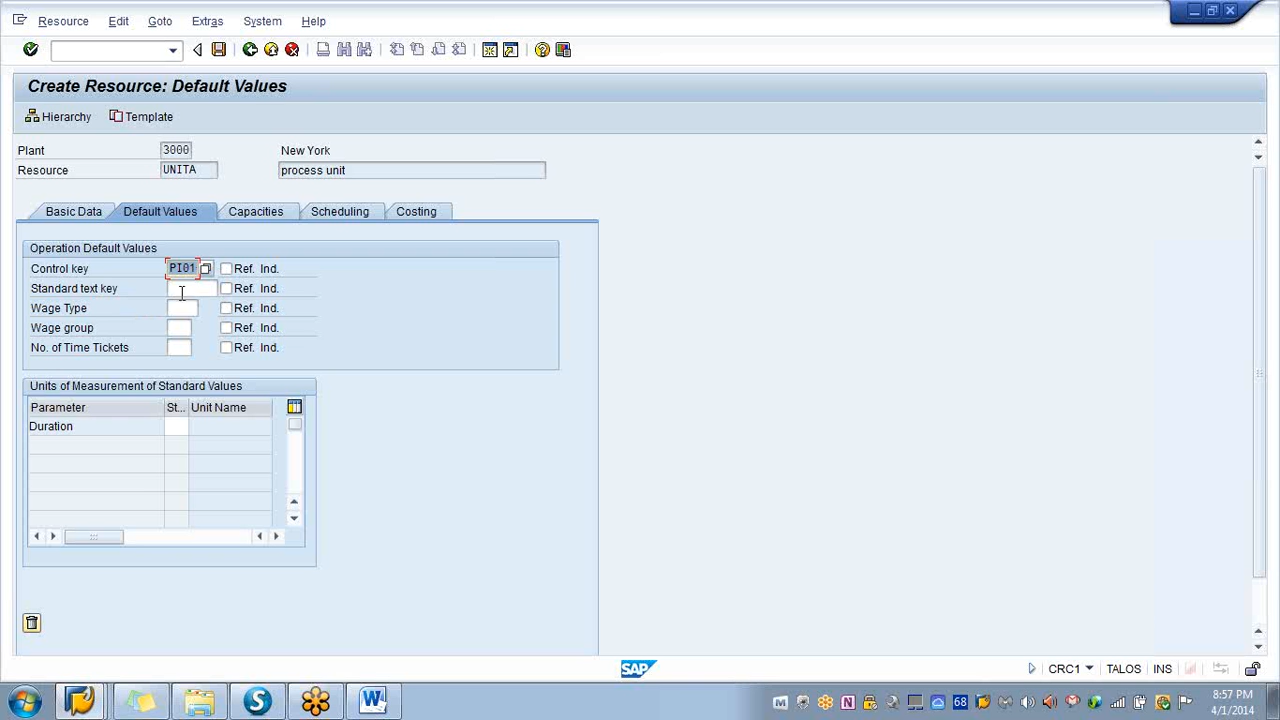 Resource Edit Goto Extras System Help
Create Resource: Default Values
Hierarchy Template
Plant 3000 New York
Resource UNITA process unit
Basic Data Default Values Capacities Scheduling Costing
Operation Default Values
Control key PI01 Ref. Ind.
Standard text key Ref. Ind.
Wage Type Ref. Ind.
Wage group Ref. Ind.
No. of Time Tickets Ref. Ind.
Units of Measurement of Standard Values
Parameter St... Unit Name
Duration
SAP CRC1 TALOS INS
S W M N 68 8:57 PM
4/1/2014